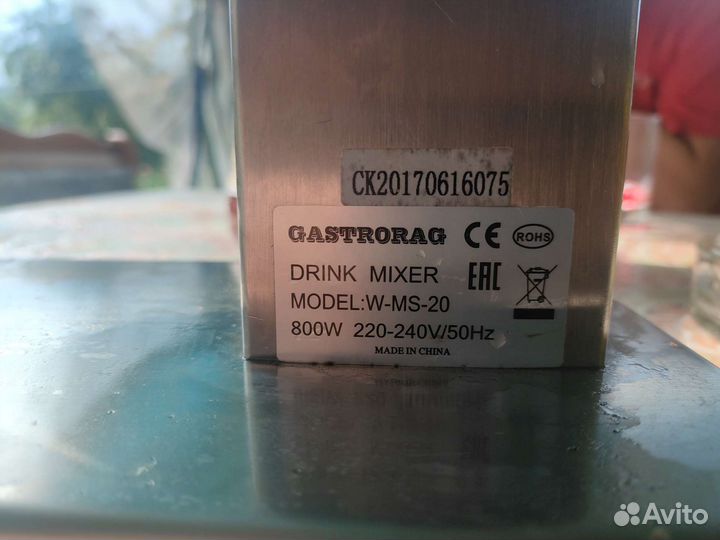 CK20170616075
GASTRORAG CE ROHS
DRINK MIXER EAC
MODEL:W-MS-20
800W 220-240V/50Hz
MADE IN CHINA
Avito